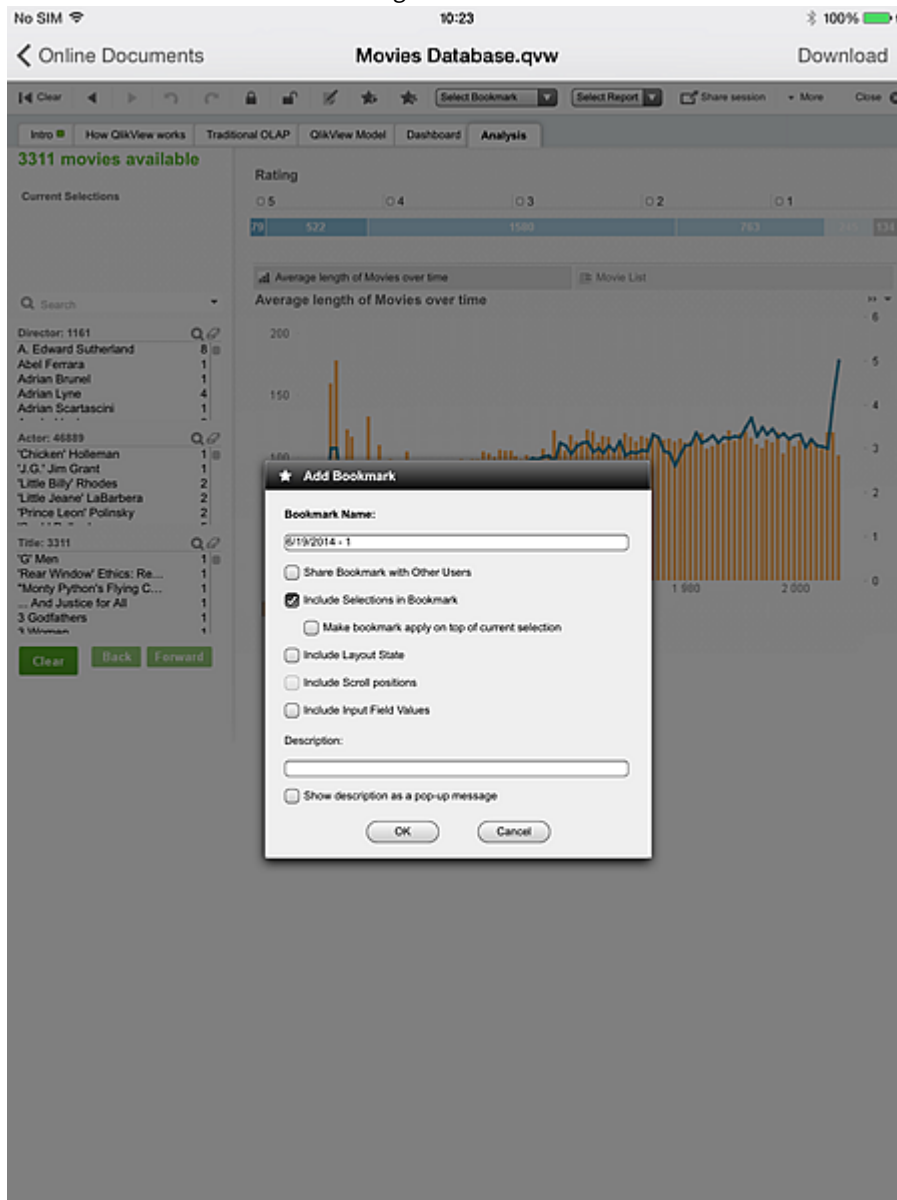 No SIM 10:23 100%
Online Documents Movies Database.qvw Download
Clear Select Bookmark Select Report Share session More Close
Intro How QlikView works Traditional OLAP QlikView Model Dashboard Analysis
3311 movies available
Current Selections
Rating
5 4 3 2 1
79 522 1580 763 134
Average length of Movies over time Movie List
Average length of Movies over time
Search
Director: 1161
A. Edward Sutherland 8
Abel Ferrara 1
Adrian Brunel 1
Adrian Lyne 4
Adrian Scartascini 1
Actor: 46889
'Chicken' Holleman 1
'J.G.' Jim Grant 1
'Little Billy' Rhodes 2
'Little Jeane' LaBarbera 2
'Prince Leon' Polinsky 2
Title: 3311
'G' Men 1
'Rear Window' Ethics: Re... 1
"Monty Python's Flying C... 1
... And Justice for All 1
3 Godfathers 1
3 Women 1
Clear Back Forward
200
150
100
6
5
4
3
2
1
0
1 980 2 000
Add Bookmark
Bookmark Name:
6/19/2014 - 1
Share Bookmark with Other Users
Include Selections in Bookmark
Make bookmark apply on top of current selection
Include Layout State
Include Scroll positions
Include Input Field Values
Description:
Show description as a pop-up message
OK Cancel